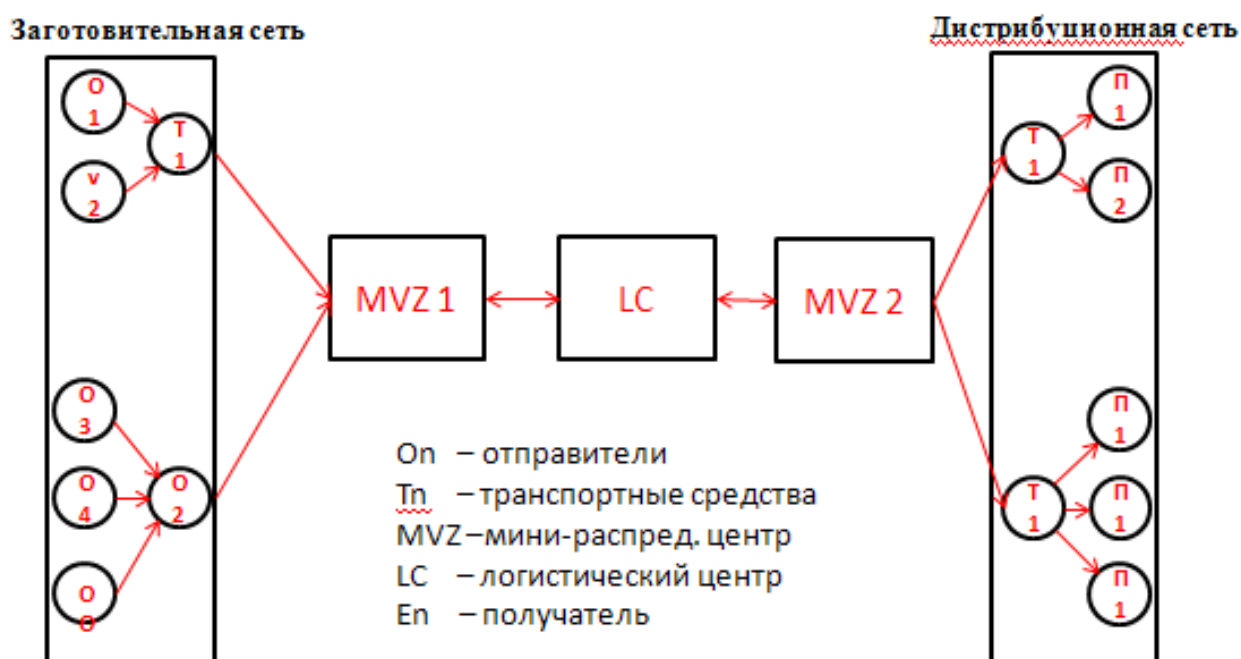 Заготовительная сеть
Дистрибуционная сеть
О
1
Т
1
v
2
О
3
О
4
О
2
О
О
MVZ 1
LC
MVZ 2
Т
1
П
1
П
2
Т
1
П
1
П
1
П
1
On – отправители
Tn – транспортные средства
MVZ – мини-распред. центр
LC – логистический центр
En – получатель